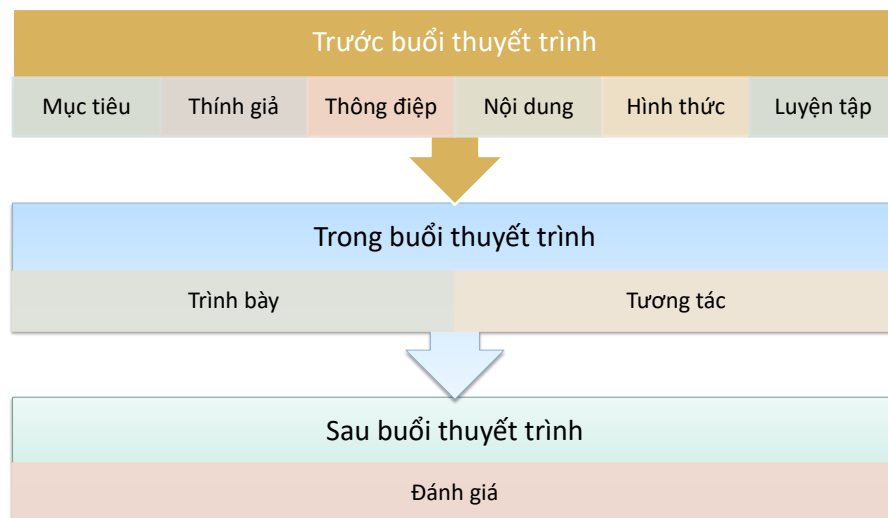 Trước buổi thuyết trình
Mục tiêu Thính giả Thông điệp Nội dung Hình thức Luyện tập
Trong buổi thuyết trình
Trình bày Tương tác
Sau buổi thuyết trình
Đánh giá